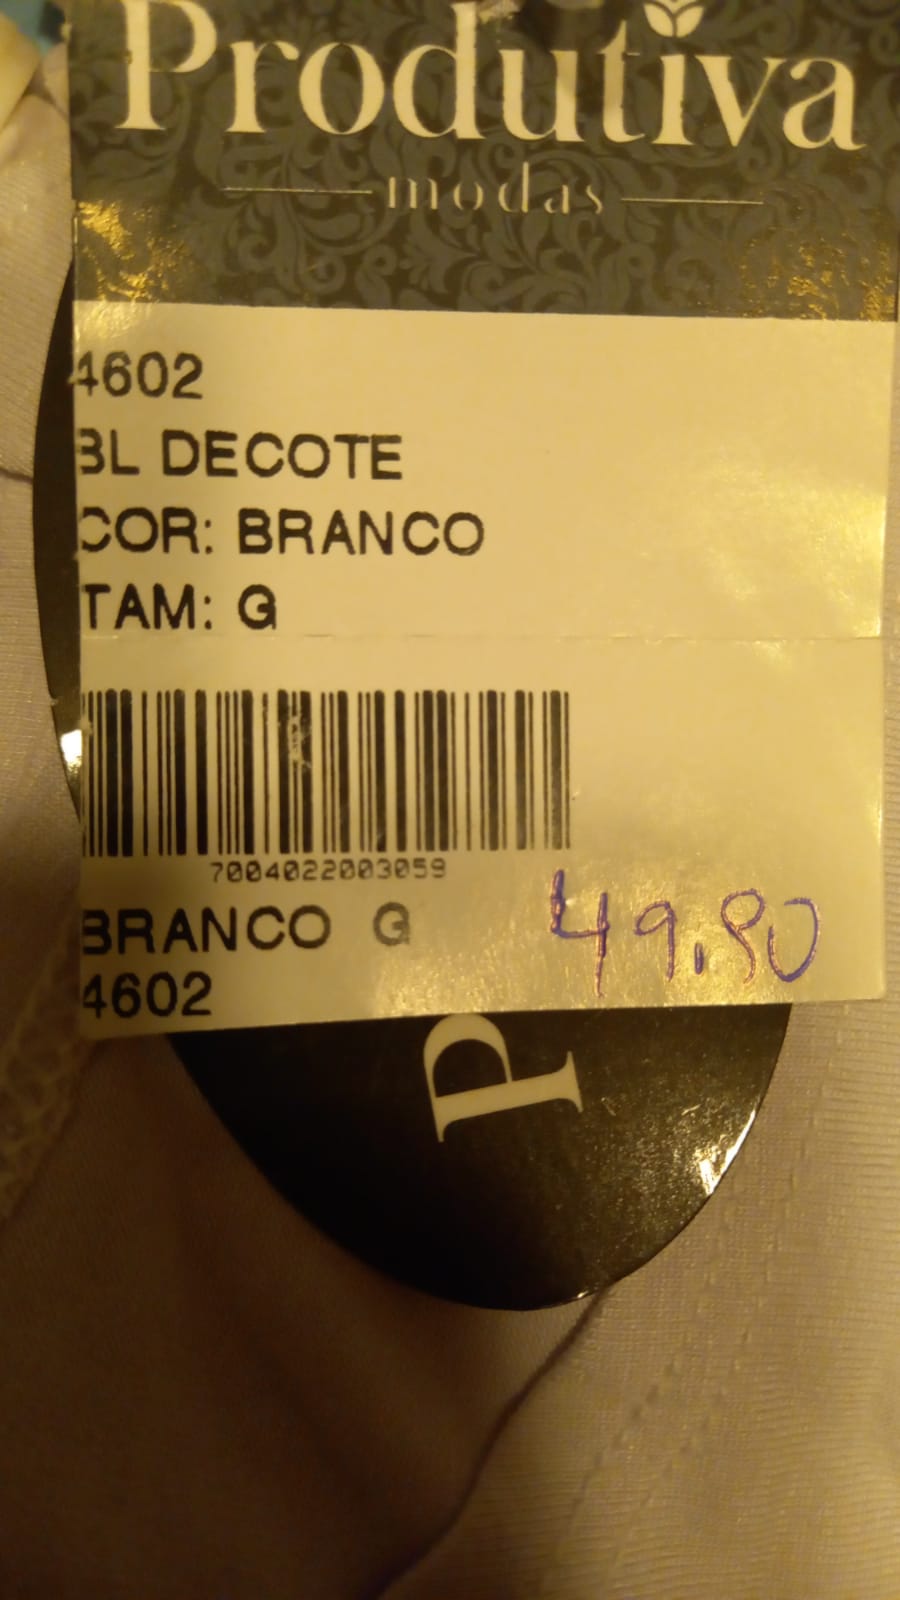 Produtiva
modas
4602
BL DECOTE
COR: BRANCO
TAM: G
7004022003059
BRANCO G
49.90
4602
P